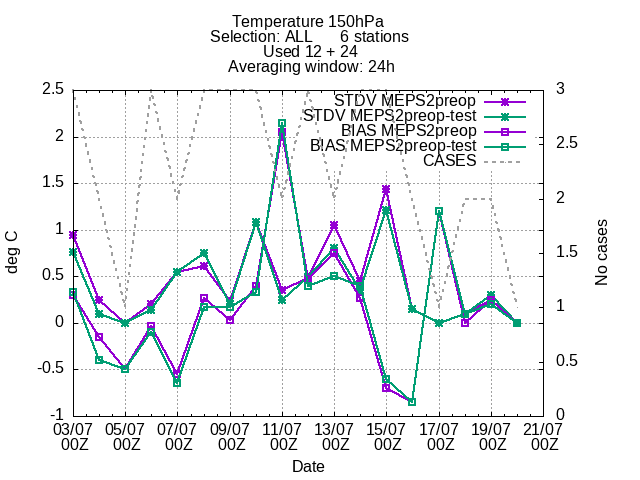 Temperature 150hPa
Selection: ALL 6 stations
Used 12 + 24
Averaging window: 24h
STDV MEPS2preop
STDV MEPS2preop-test
BIAS MEPS2preop
BIAS MEPS2preop-test
CASES
deg C
2.5
2
1.5
1
0.5
0
-0.5
-1
3
2.5
2
1.5
1
0.5
0
No cases
03/07 05/07 07/07 09/07 11/07 13/07 15/07 17/07 19/07 21/07
00Z 00Z 00Z 00Z 00Z 00Z 00Z 00Z 00Z 00Z
Date